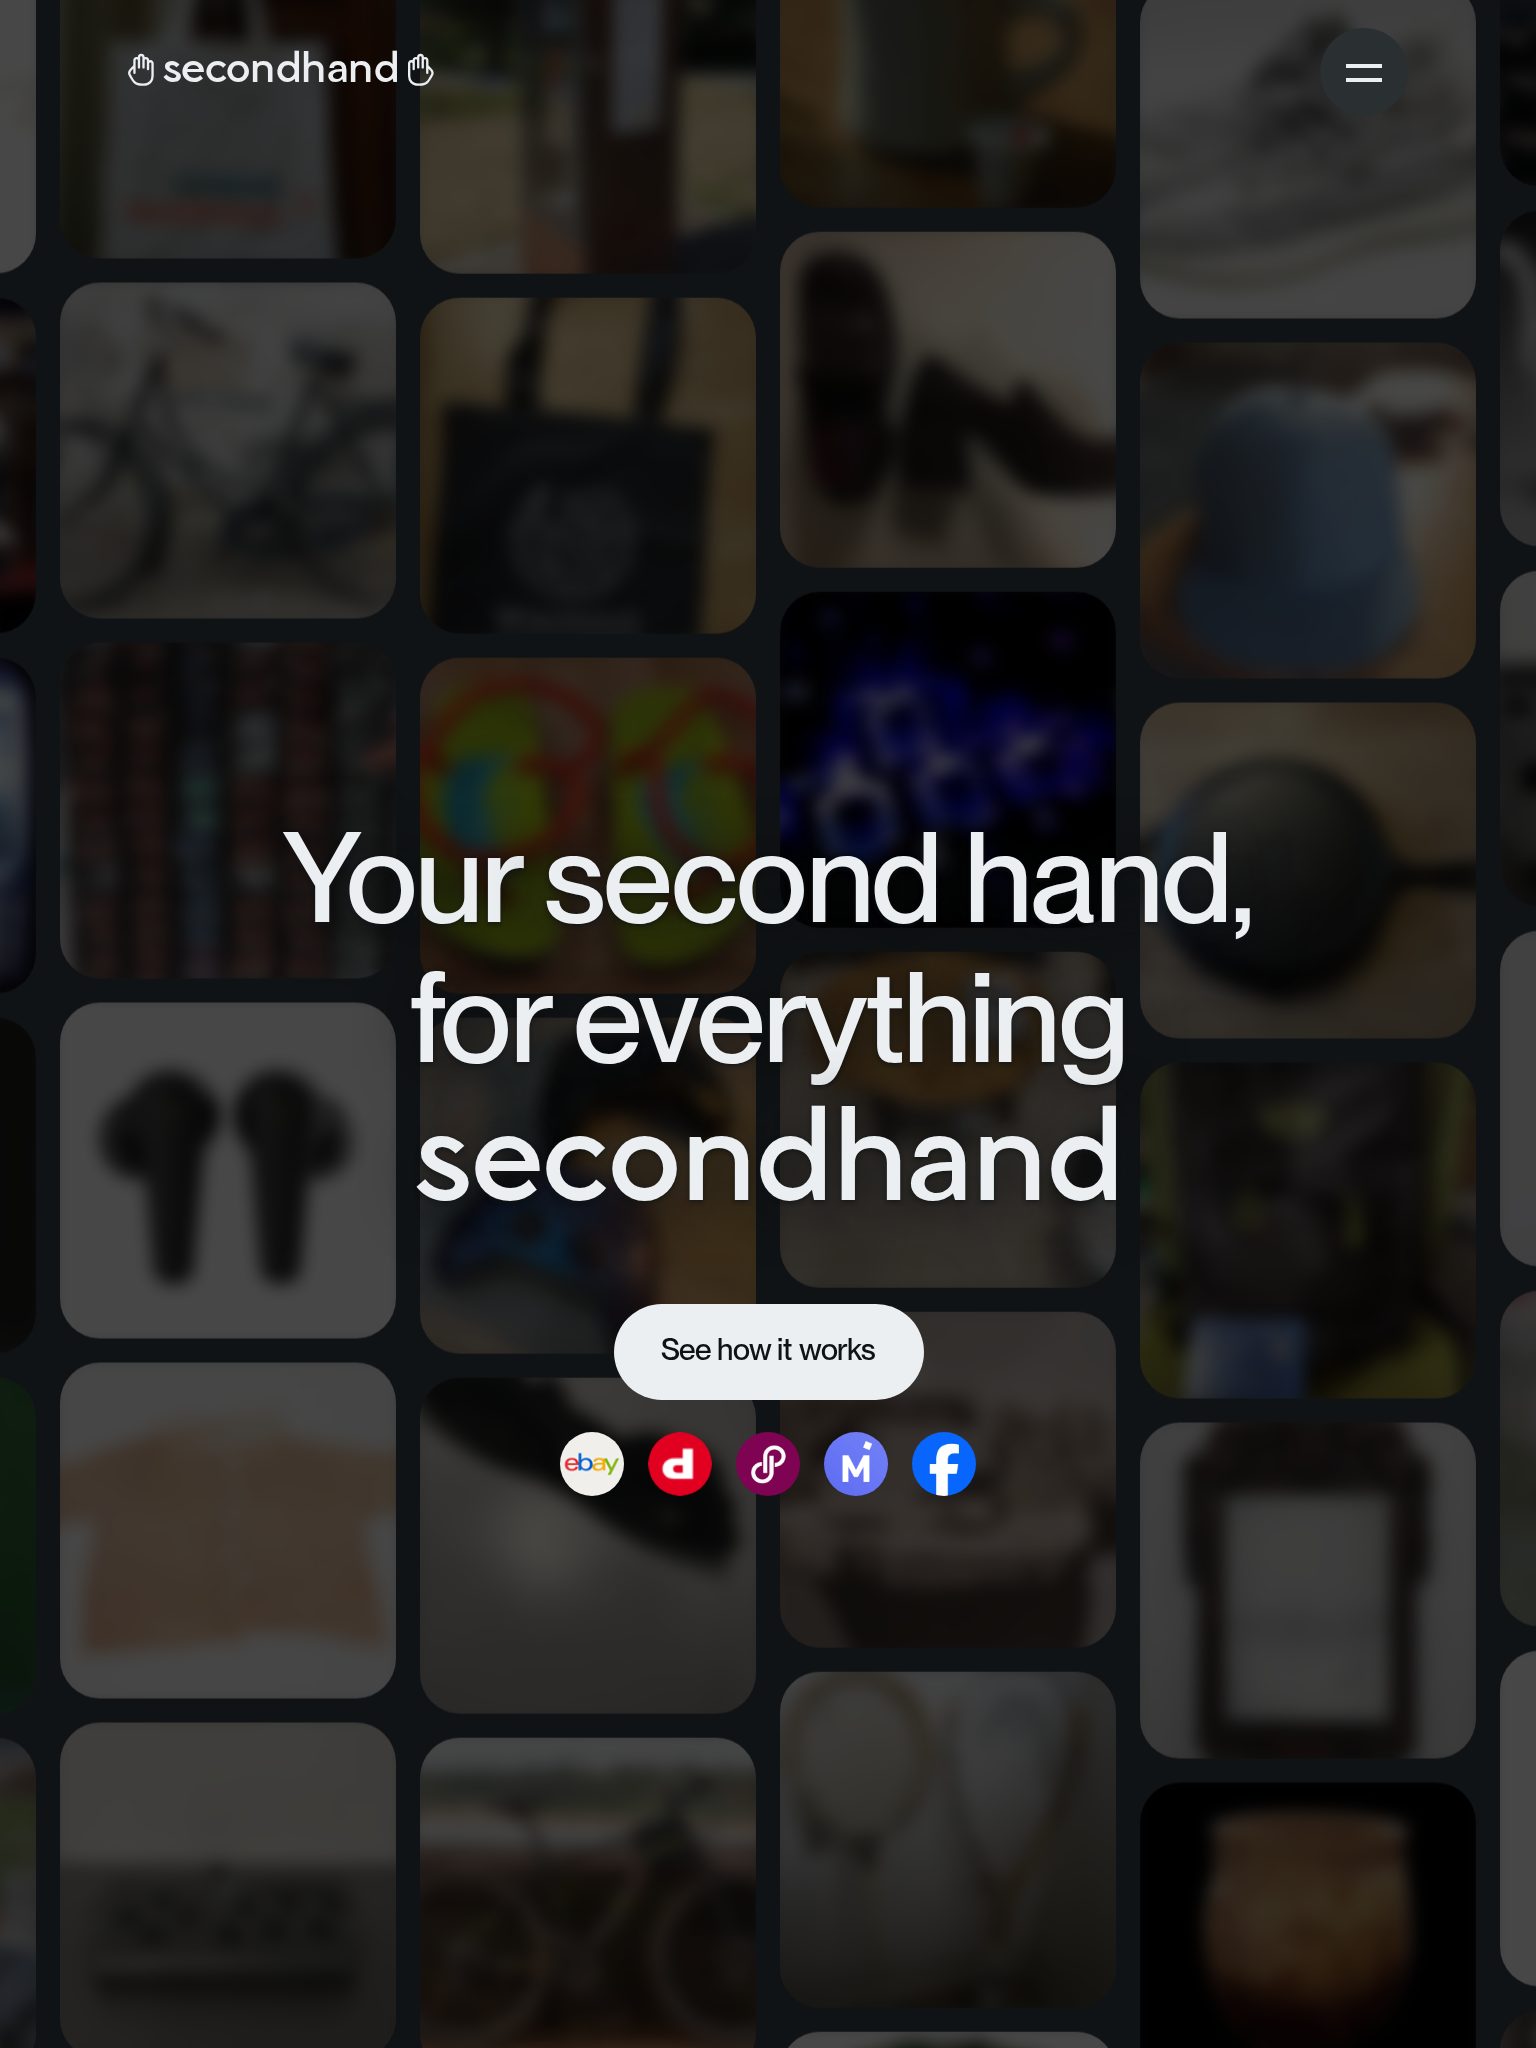 secondhand
Your second hand,
for everything
secondhand
See how it works
ebay
d
M
f